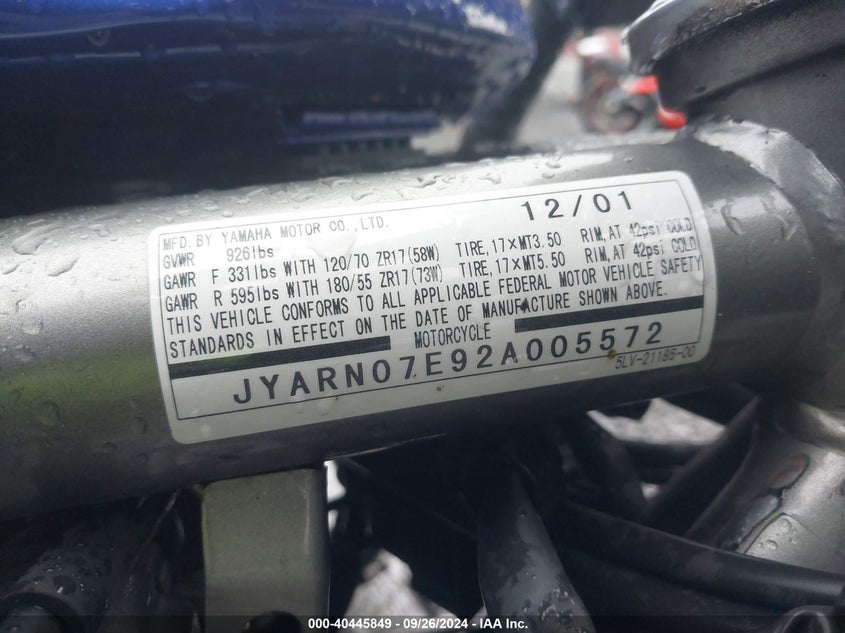 12/01
MFD. BY YAMAHA MOTOR CO.,LTD.
GVWR 926lbs
GAWR F 331lbs WITH 120/70 ZR17(58W) TIRE,17×MT3.50 RIM,AT 42psi COLD
GAWR R 595lbs WITH 180/55 ZR17(73W) TIRE,17×MT5.50 RIM,AT 42psi COLD
THIS VEHICLE CONFORMS TO ALL APPLICABLE FEDERAL MOTOR VEHICLE SAFETY
STANDARDS IN EFFECT ON THE DATE OF MANUFACTURE SHOWN ABOVE.
MOTORCYCLE
JYARN07E92A005572
5LV-21186-00
000-40445849 | 09/26/2024 | IAA Inc.